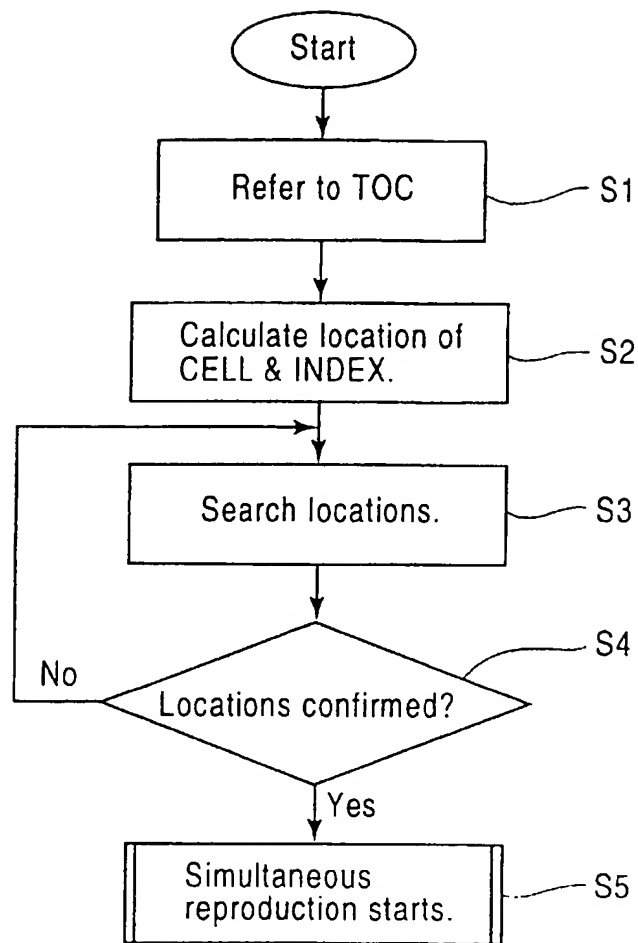 Start
Refer to TOC
S1
Calculate location of
CELL & INDEX.
S2
Search locations.
S3
S4
No
Locations confirmed?
Yes
Simultaneous
reproduction starts.
S5